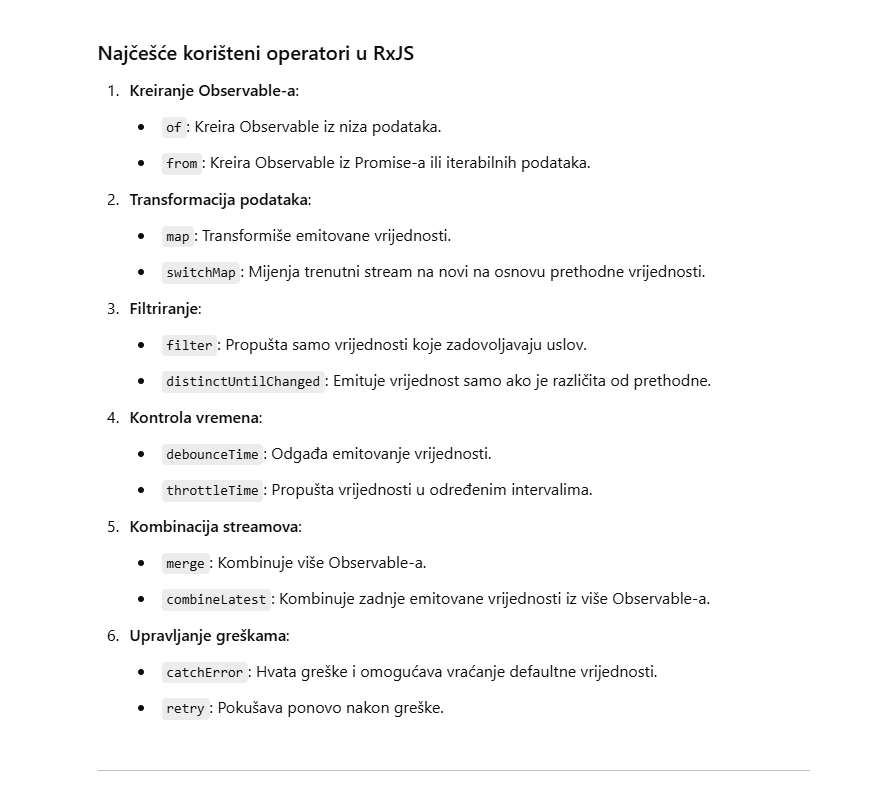 Najčešće korišteni operatori u RxJS
1. Kreiranje Observable-a:
• of: Kreira Observable iz niza podataka.
• from: Kreira Observable iz Promise-a ili iterabilnih podataka.
2. Transformacija podataka:
• map: Transformiše emitovane vrijednosti.
• switchMap: Mijenja trenutni stream na novi na osnovu prethodne vrijednosti.
3. Filtriranje:
• filter: Propušta samo vrijednosti koje zadovoljavaju uslov.
• distinctUntilChanged: Emituje vrijednost samo ako je različita od prethodne.
4. Kontrola vremena:
• debounceTime: Odgađa emitovanje vrijednosti.
• throttleTime: Propušta vrijednosti u određenim intervalima.
5. Kombinacija streamova:
• merge: Kombinuje više Observable-a.
• combineLatest: Kombinuje zadnje emitovane vrijednosti iz više Observable-a.
6. Upravljanje greškama:
• catchError: Hvata greške i omogućava vraćanje defaultne vrijednosti.
• retry: Pokušava ponovo nakon greške.